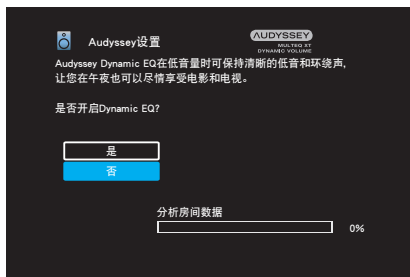 Audyssey设置
AUDYSSEY
MULTEQ XT
DYNAMIC VOLUME
Audyssey Dynamic EQ在低音量时可保持清晰的低音和环绕声,
让您在午夜也可以尽情享受电影和电视。
是否开启Dynamic EQ?
是
否
分析房间数据
0%